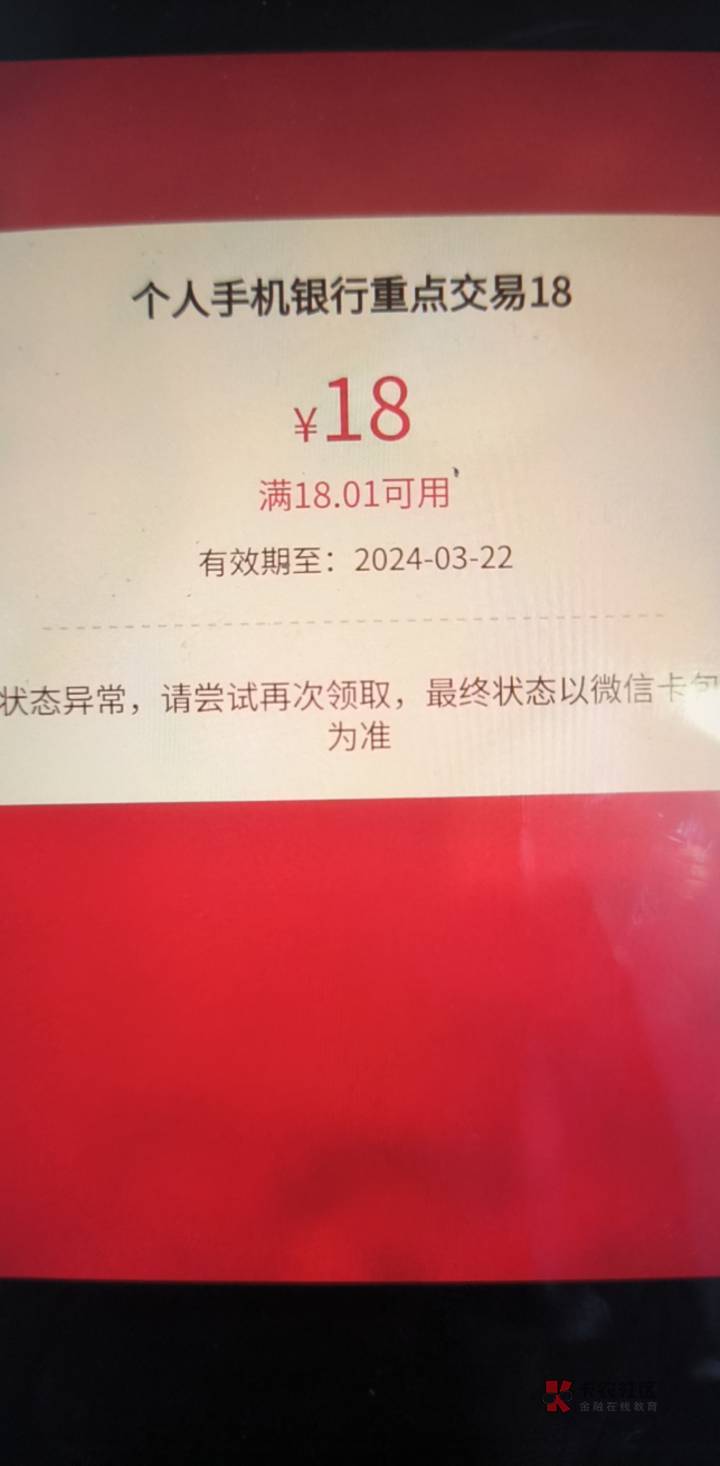 个人手机银行重点交易18
¥18
满18.01可用
有效期至：2024-03-22
状态异常，请尝试再次领取，最终状态以微信卡包
为准
卡农社区
金融在线教育